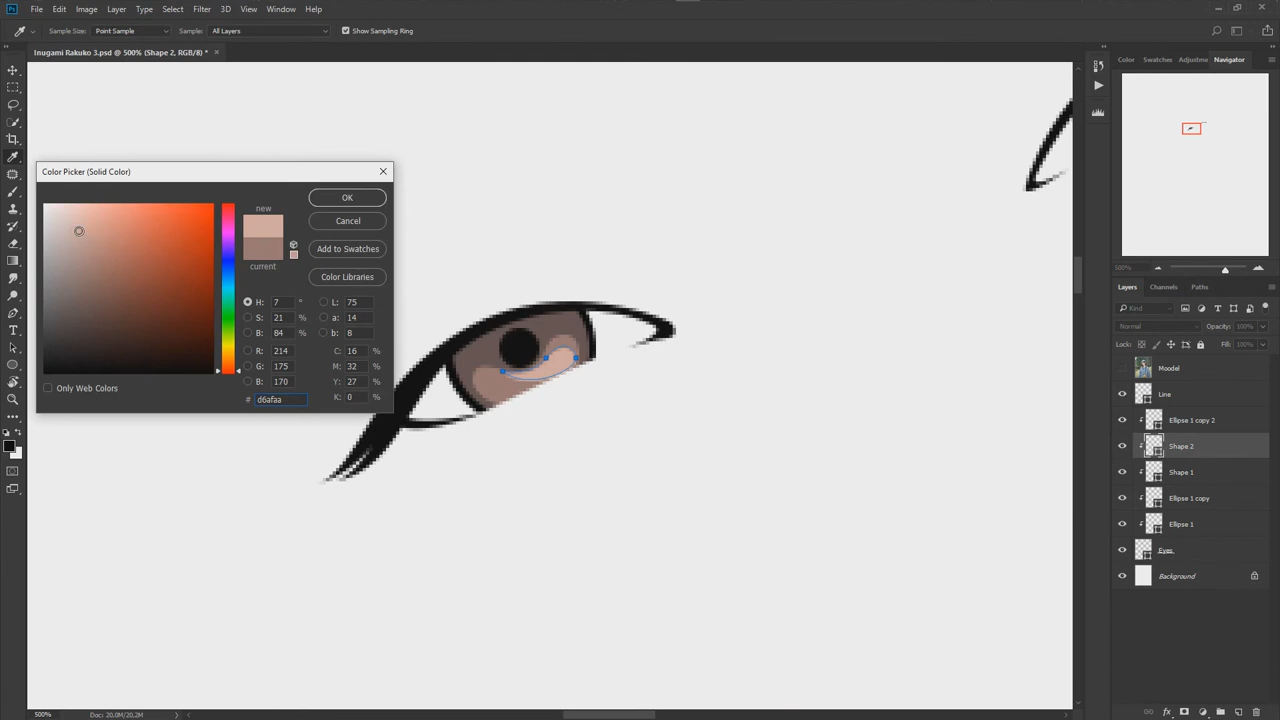 Ps File Edit Image Layer Type Select Filter 3D View Window Help
Sample Size: Point Sample Sample: All Layers Show Sampling Ring
Inugami Rakuko 3.psd @ 500% (Shape 2, RGB/8) *
Color Swatches Adjustme Navigator
Color Picker (Solid Color)
OK
new
Cancel
Add to Swatches
current
Color Libraries
500%
Layers Channels Paths
H: 7 ° L: 75
Kind
S: 21 % a: 14
Normal Opacity: 100%
B: 84 % b: 8
Lock: Fill: 100%
R: 214 C: 16 %
G: 175 M: 32 %
Moodel
B: 170 Y: 27 %
Only Web Colors
# d6afaa K: 0 %
Line
Ellipse 1 copy 2
Shape 2
Shape 1
Ellipse 1 copy
Ellipse 1
Eyes
Background
500% Doc: 20,0M/20,2M